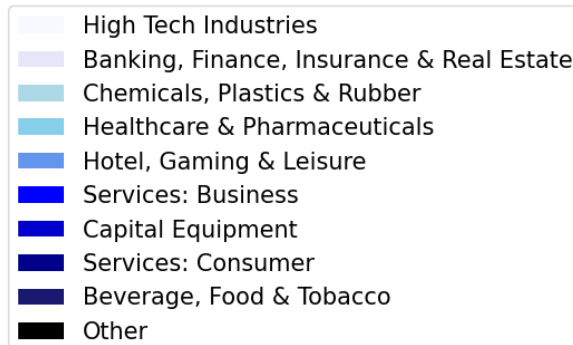 High Tech Industries
Banking, Finance, Insurance & Real Estate
Chemicals, Plastics & Rubber
Healthcare & Pharmaceuticals
Hotel, Gaming & Leisure
Services: Business
Capital Equipment
Services: Consumer
Beverage, Food & Tobacco
Other